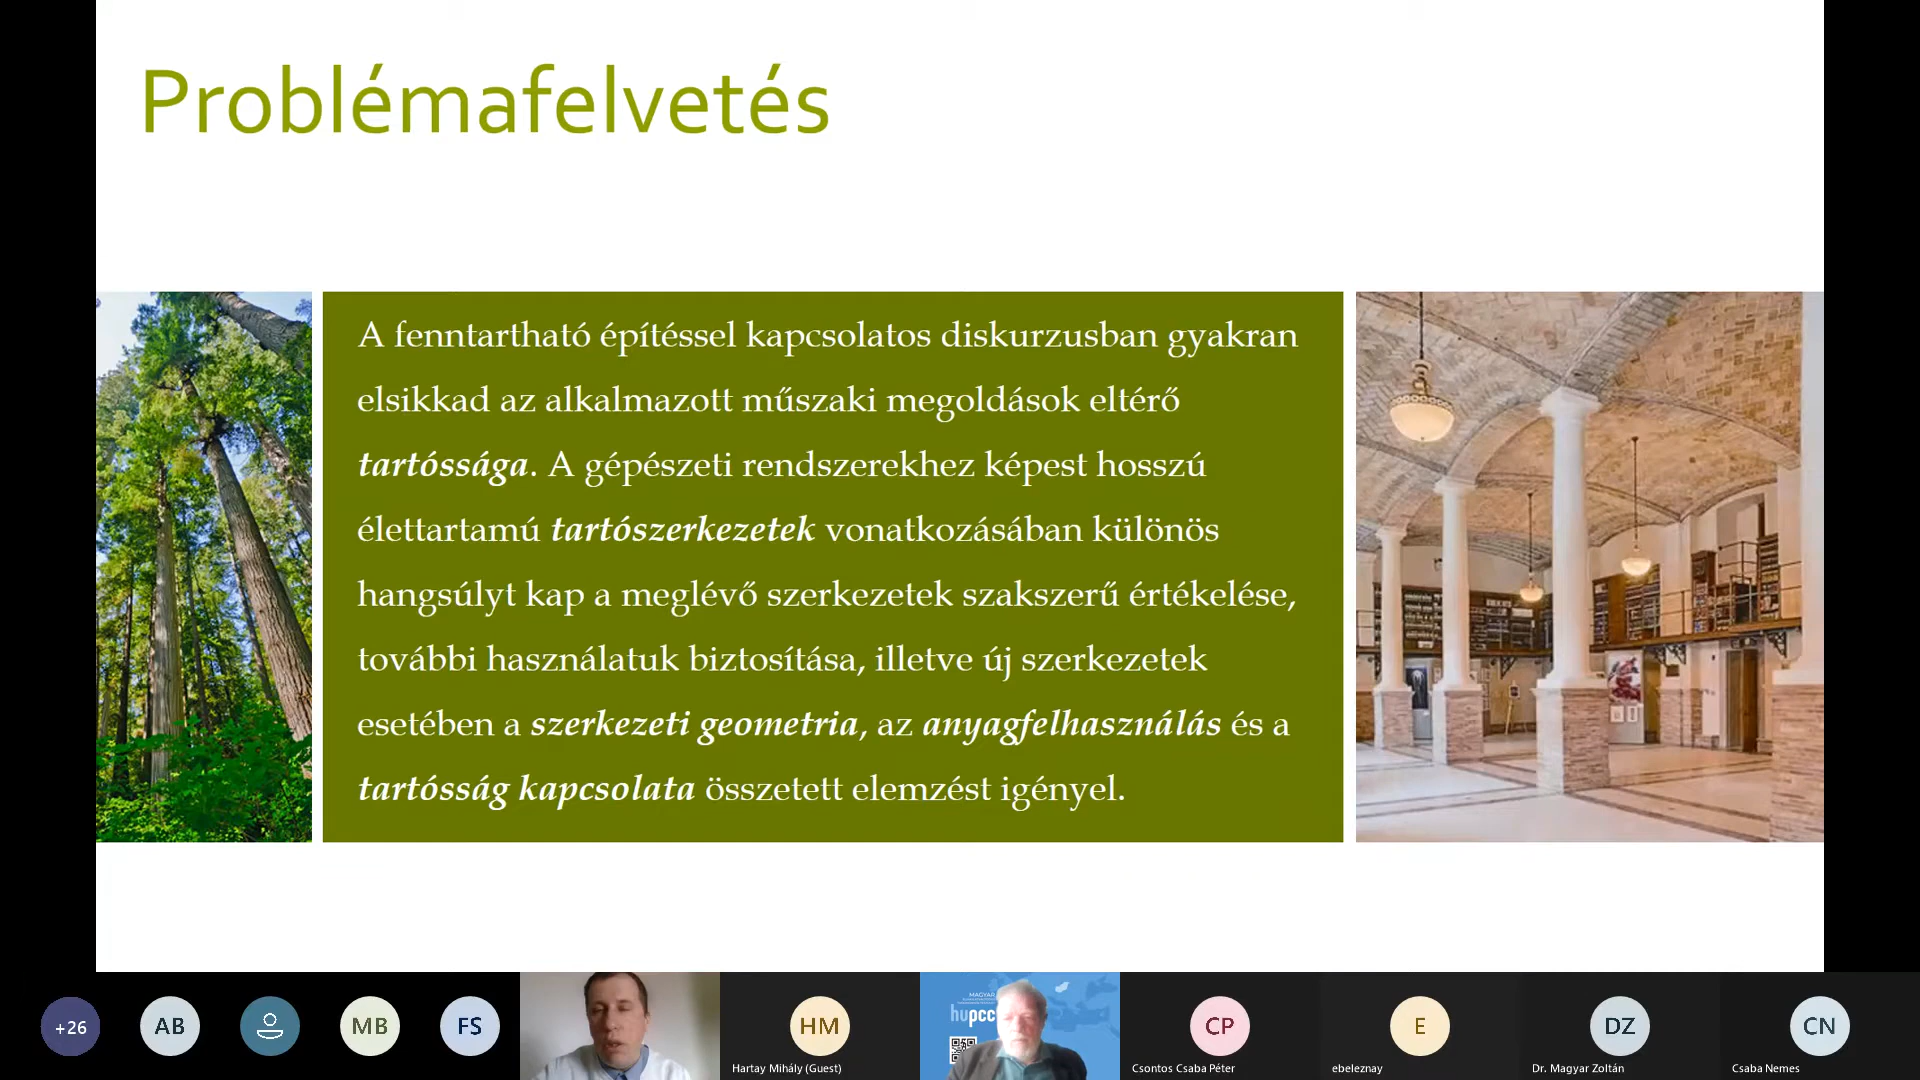 Problémafelvetés
A fenntartható építéssel kapcsolatos diskurzusban gyakran
elsikkad az alkalmazott műszaki megoldások eltérő
tartóssága. A gépészeti rendszerekhez képest hosszú
élettartamú tartószerkezetek vonatkozásában különös
hangsúlyt kap a meglévő szerkezetek szakszerű értékelése,
további használatuk biztosítása, illetve új szerkezetek
esetében a szerkezeti geometria, az anyagfelhasználás és a
tartósság kapcsolata összetett elemzést igényel.
+26
AB
MB
FS
HM
Hartay Mihály (Guest)
MAGYAR
hupcc
CP
Csontos Csaba Péter
E
ebeleznay
DZ
Dr. Magyar Zoltán
CN
Csaba Nemes